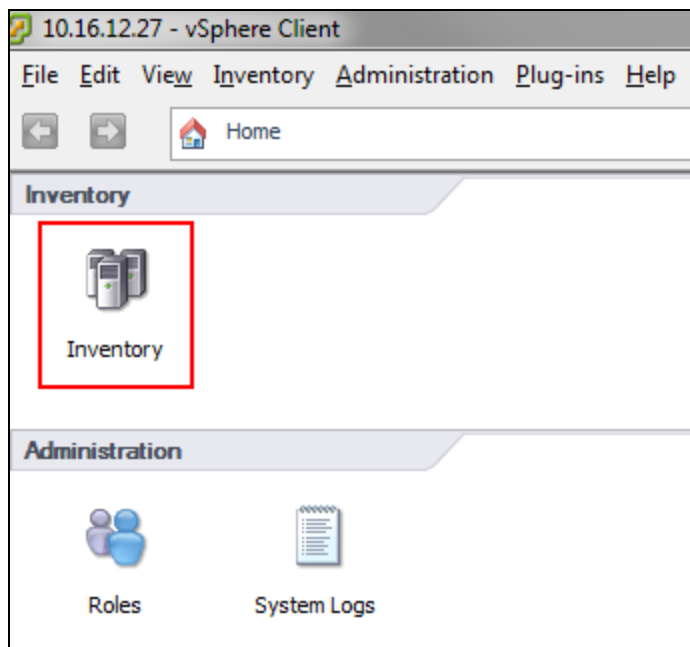 10.16.12.27 - vSphere Client
File Edit View Inventory Administration Plug-ins Help
Home
Inventory
Inventory
Administration
Roles System Logs